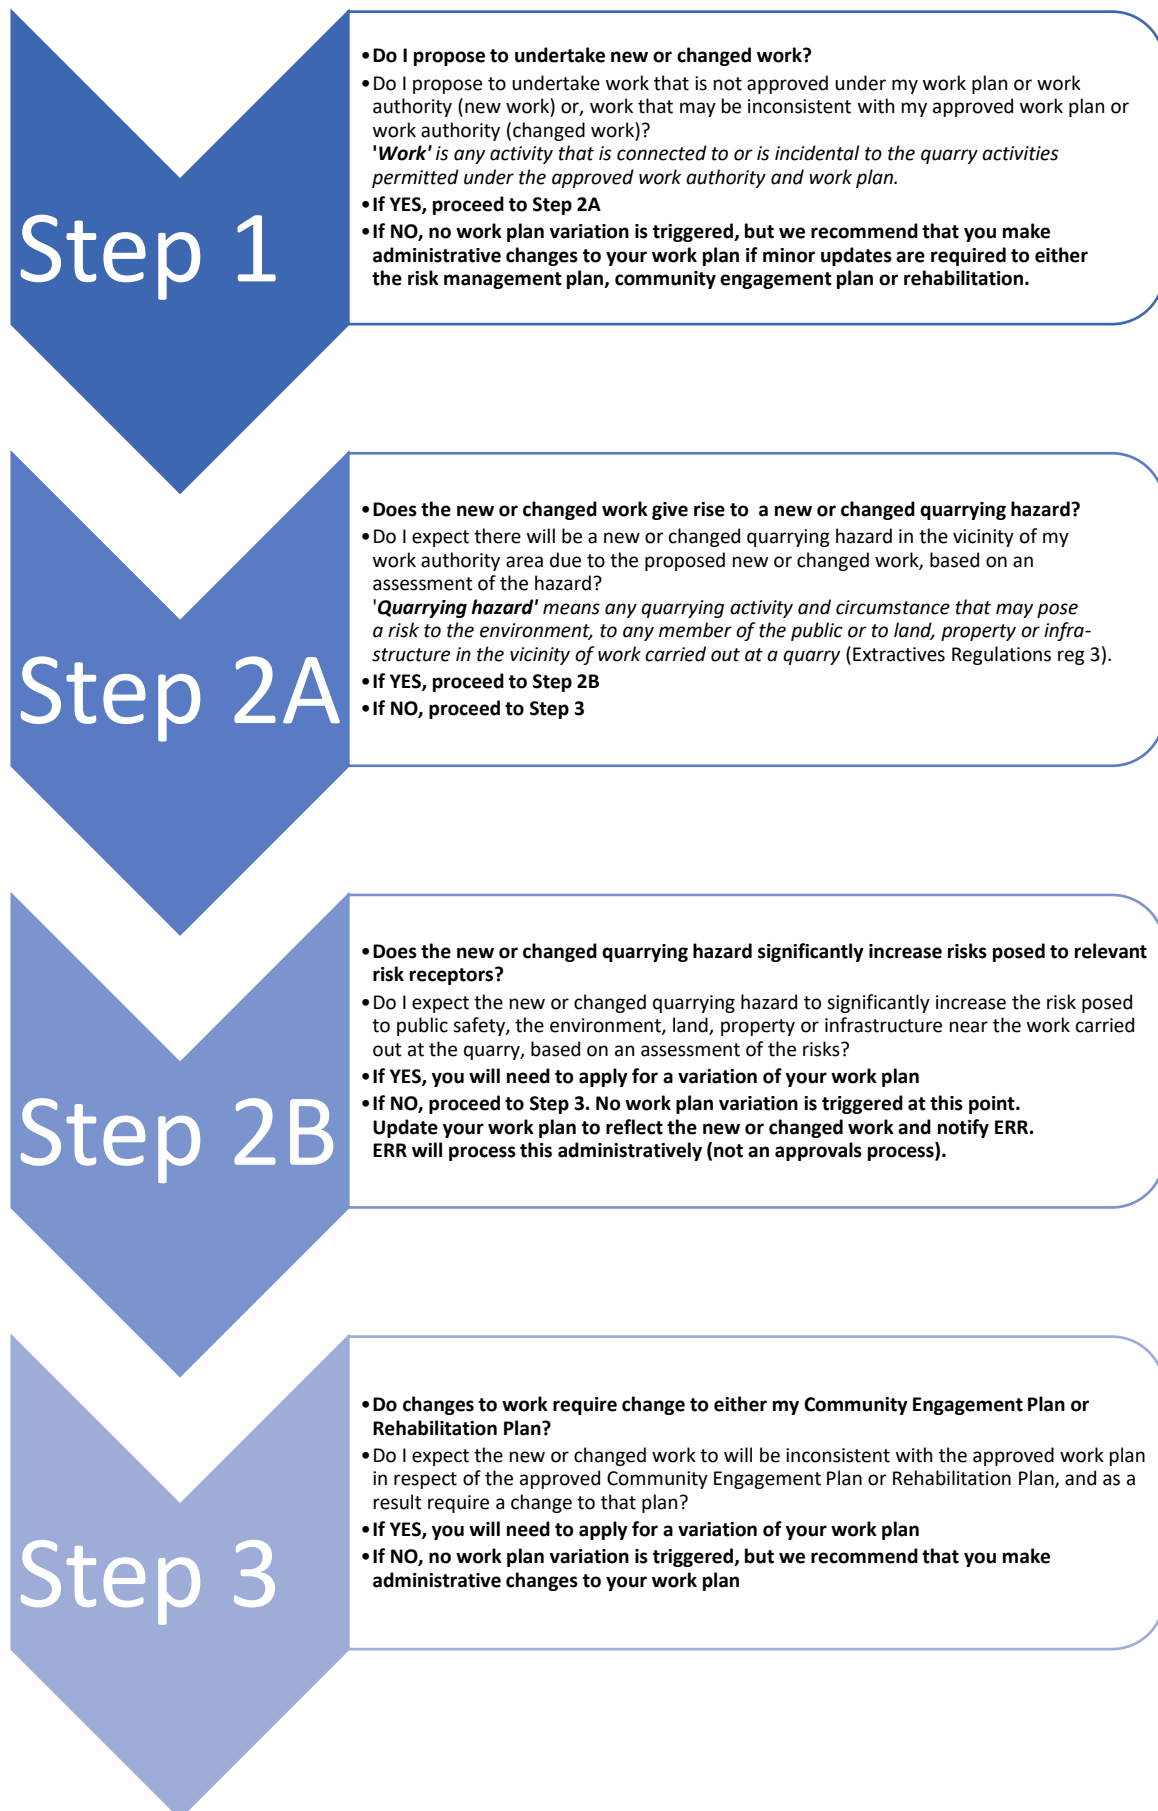 Step 1
•Do I propose to undertake new or changed work?
•Do I propose to undertake work that is not approved under my work plan or work
authority (new work) or, work that may be inconsistent with my approved work plan or
work authority (changed work)?
'Work' is any activity that is connected to or is incidental to the quarry activities
permitted under the approved work authority and work plan.
•If YES, proceed to Step 2A
•If NO, no work plan variation is triggered, but we recommend that you make
administrative changes to your work plan if minor updates are required to either
the risk management plan, community engagement plan or rehabilitation.
Step 2A
•Does the new or changed work give rise to  a new or changed quarrying hazard?
•Do I expect there will be a new or changed quarrying hazard in the vicinity of my
work authority area due to the proposed new or changed work, based on an
assessment of the hazard?
'Quarrying hazard' means any quarrying activity and circumstance that may pose
a risk to the environment, to any member of the public or to land, property or infra-
structure in the vicinity of work carried out at a quarry (Extractives Regulations reg 3).
•If YES, proceed to Step 2B
•If NO, proceed to Step 3
Step 2B
•Does the new or changed quarrying hazard significantly increase risks posed to relevant
risk receptors?
•Do I expect the new or changed quarrying hazard to significantly increase the risk posed
to public safety, the environment, land, property or infrastructure near the work carried
out at the quarry, based on an assessment of the risks?
•If YES, you will need to apply for a variation of your work plan
•If NO, proceed to Step 3. No work plan variation is triggered at this point.
Update your work plan to reflect the new or changed work and notify ERR.
ERR will process this administratively (not an approvals process).
Step 3
•Do changes to work require change to either my Community Engagement Plan or
Rehabilitation Plan?
•Do I expect the new or changed work to will be inconsistent with the approved work plan
in respect of the approved Community Engagement Plan or Rehabilitation Plan, and as a
result require a change to that plan?
•If YES, you will need to apply for a variation of your work plan
•If NO, no work plan variation is triggered, but we recommend that you make
administrative changes to your work plan